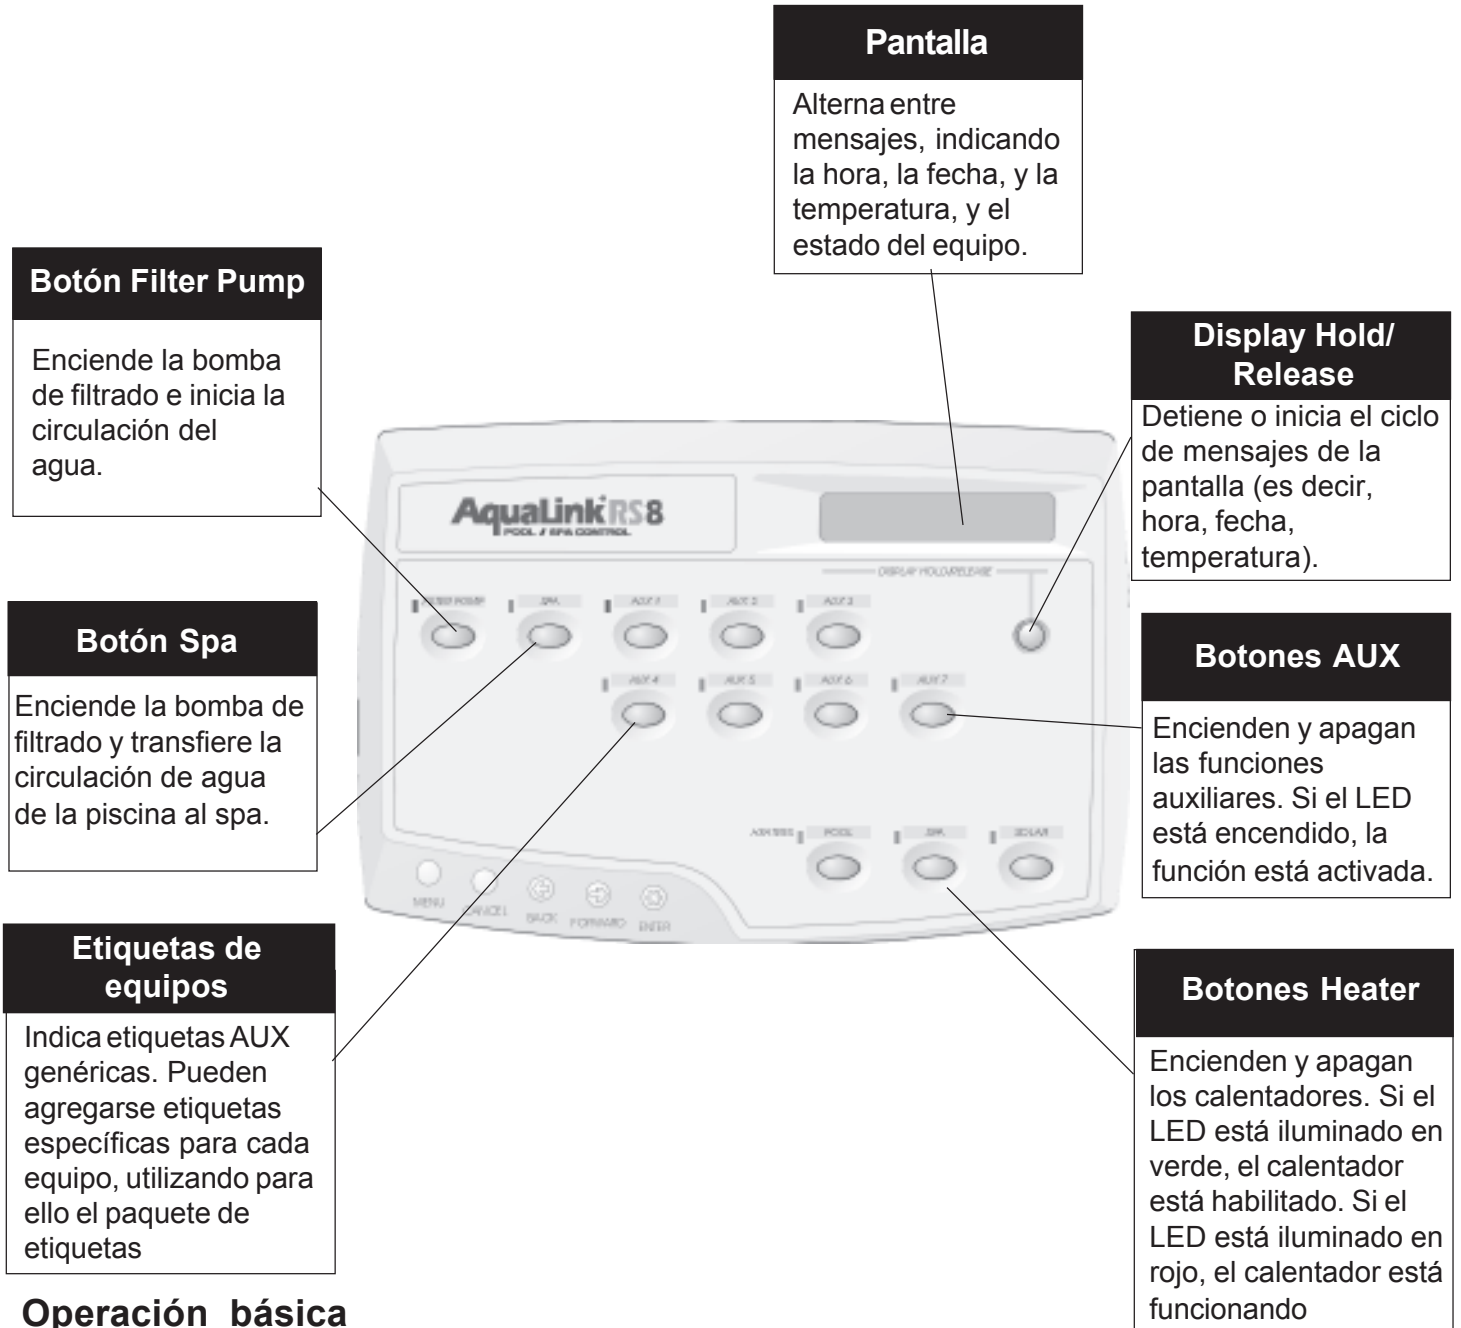 Pantalla
Alterna entre
mensajes, indicando
la hora, la fecha, y la
temperatura, y el
estado del equipo.
Botón Filter Pump
Enciende la bomba
de filtrado e inicia la
circulación del
agua.
Display Hold/
Release
Detiene o inicia el ciclo
de mensajes de la
pantalla (es decir,
hora, fecha,
temperatura).
AquaLink RS8
POOL / SPA CONTROL
DISPLAY HOLD/RELEASE
FILTER PUMP SPA AUX 1 AUX 2 AUX 3
AUX 4 AUX 5 AUX 6 AUX 7
Botón Spa
Enciende la bomba de
filtrado y transfiere la
circulación de agua
de la piscina al spa.
Botones AUX
Encienden y apagan
las funciones
auxiliares. Si el LED
está encendido, la
función está activada.
POOL SPA SOLAR
MENU CANCEL BACK FORWARD ENTER
Etiquetas de
equipos
Indica etiquetas AUX
genéricas. Pueden
agregarse etiquetas
específicas para cada
equipo, utilizando para
ello el paquete de
etiquetas
Botones Heater
Encienden y apagan
los calentadores. Si el
LED está iluminado en
verde, el calentador
está habilitado. Si el
LED está iluminado en
rojo, el calentador está
funcionando
Operación básica